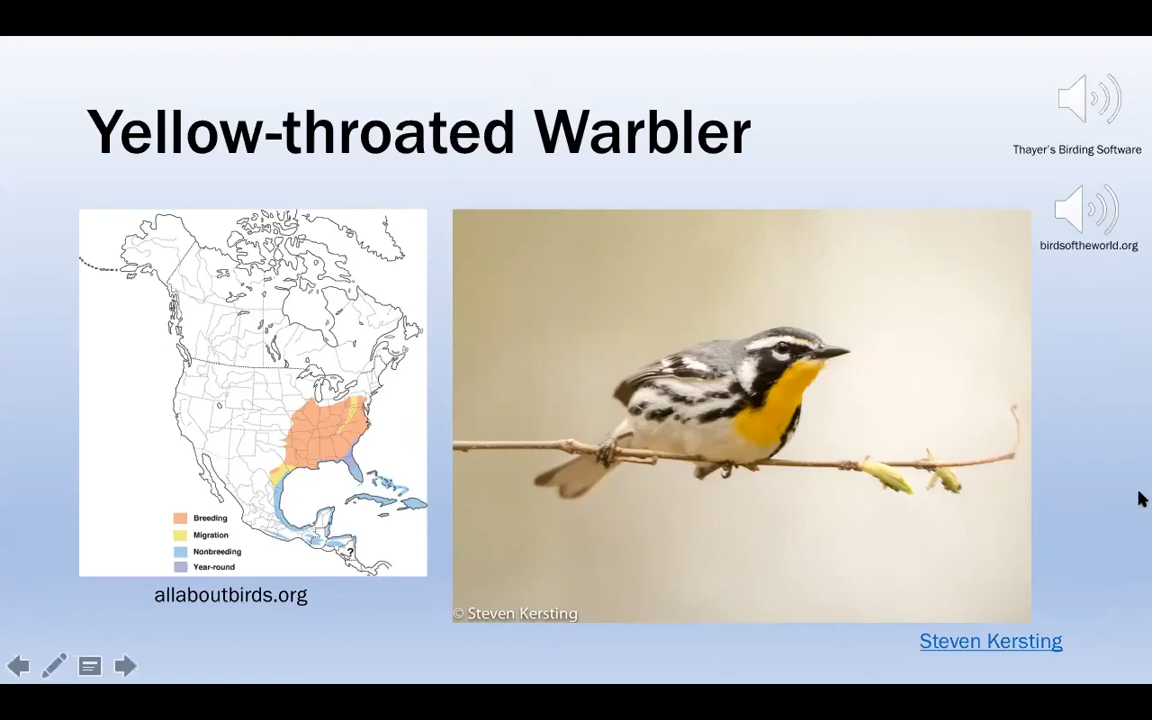 Yellow-throated Warbler
Thayer's Birding Software
birdsoftheworld.org
Breeding
Migration
Nonbreeding
Year-round
?
allaboutbirds.org
© Steven Kersting
Steven Kersting